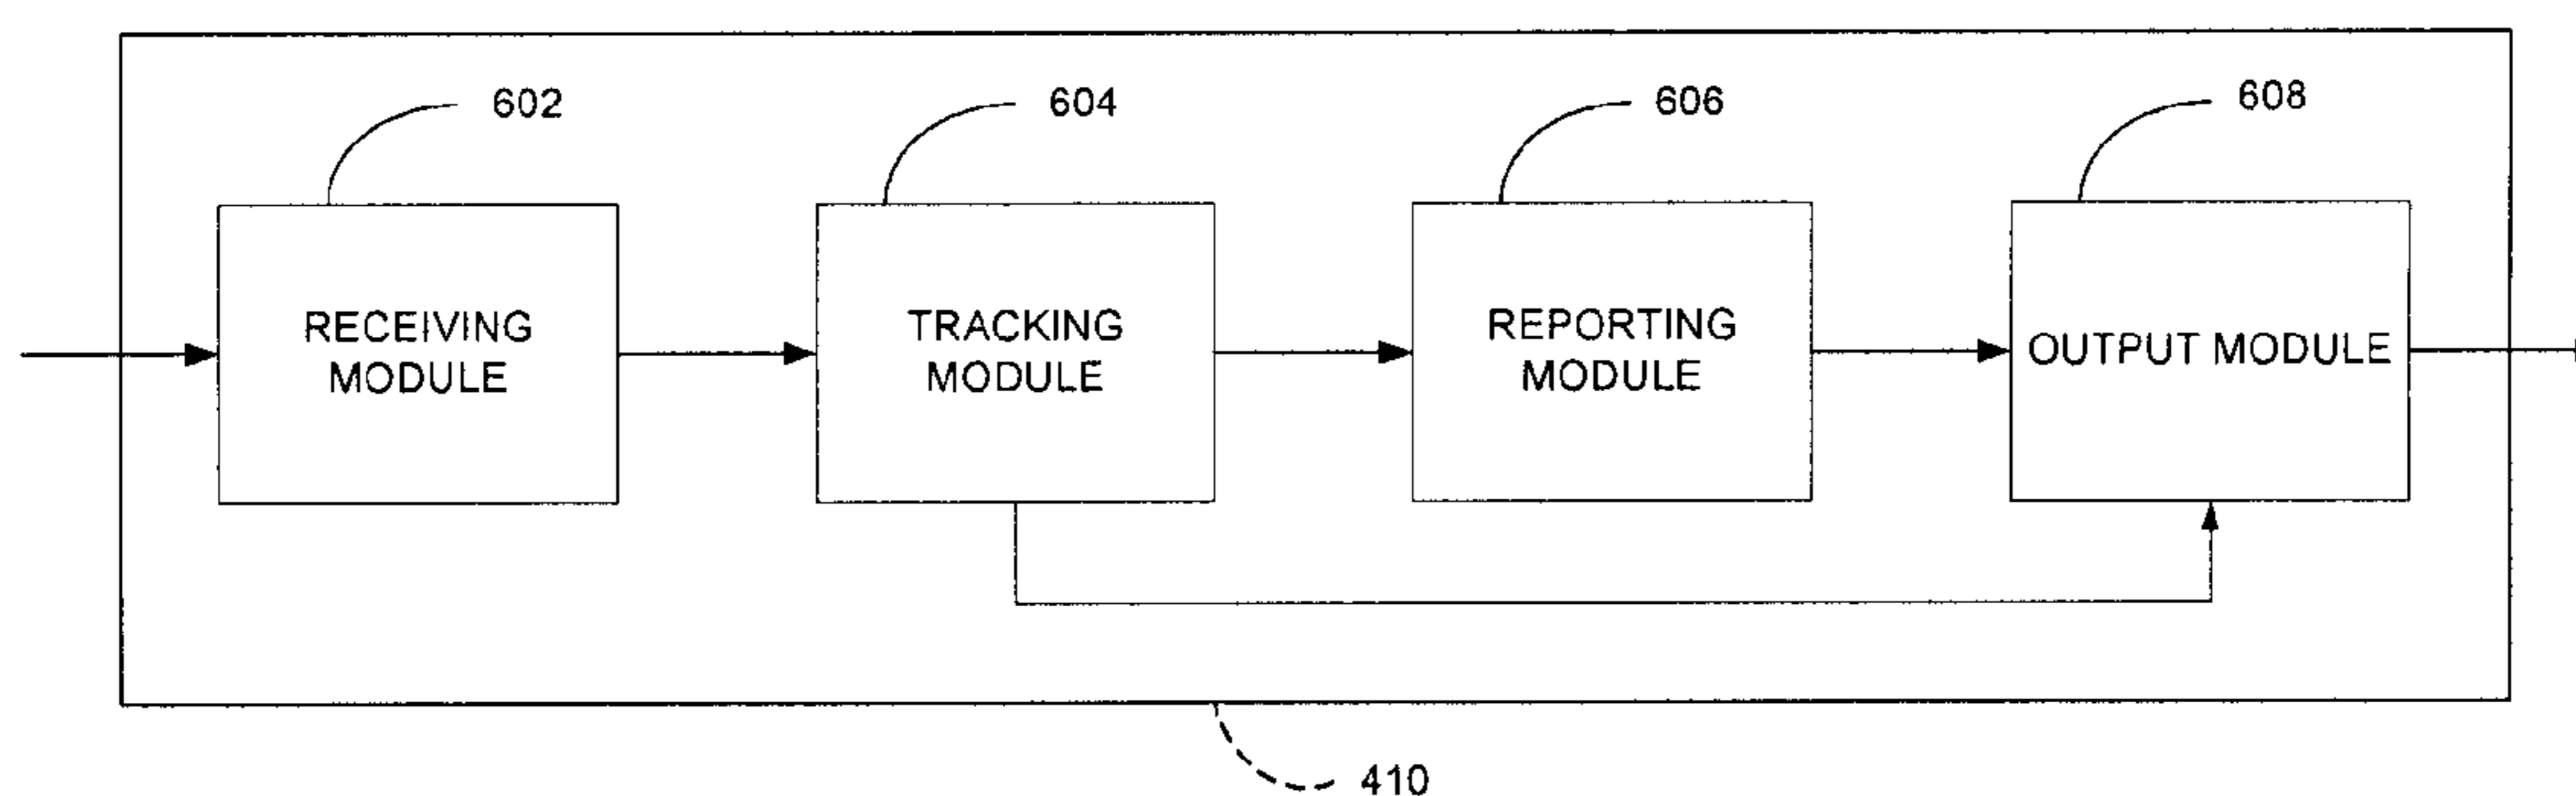 602
604
606
608
RECEIVING
MODULE
TRACKING
MODULE
REPORTING
MODULE
OUTPUT MODULE
410